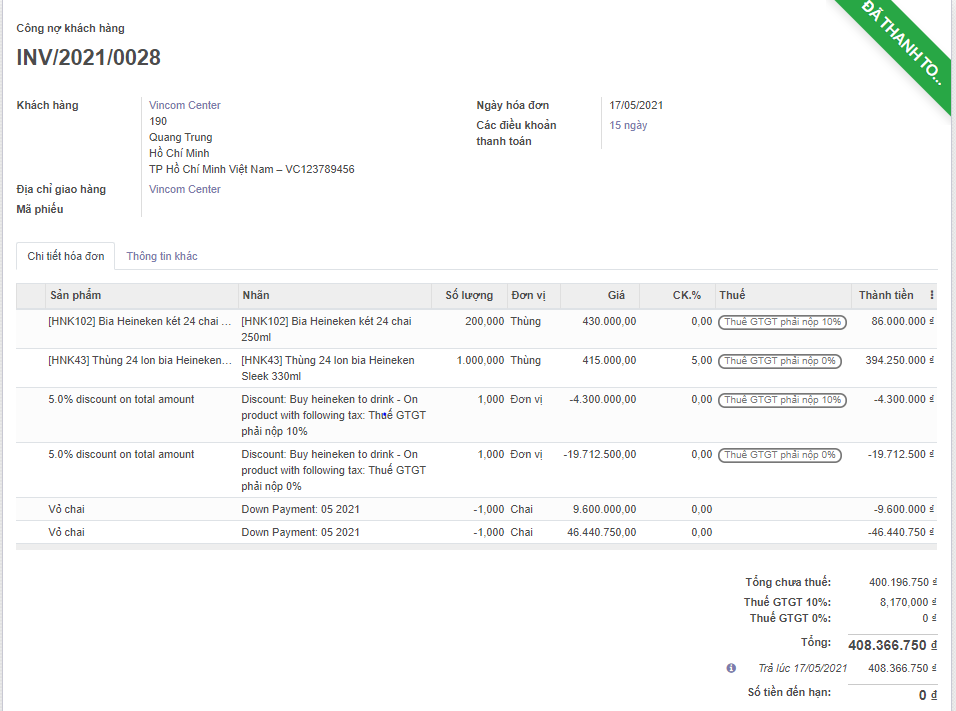 ĐÃ THANH TO...
Công nợ khách hàng
INV/2021/0028
Khách hàng
Vincom Center
190
Quang Trung
Hồ Chí Minh
TP Hồ Chí Minh Việt Nam – VC123789456
Địa chỉ giao hàng
Vincom Center
Mã phiếu
Ngày hóa đơn
17/05/2021
Các điều khoản
thanh toán
15 ngày
Chi tiết hóa đơn Thông tin khác
Sản phẩm Nhãn Số lượng Đơn vị Giá CK.% Thuế Thành tiền
[HNK102] Bia Heineken két 24 chai ... [HNK102] Bia Heineken két 24 chai 200,000 Thùng 430.000,00 0,00 Thuế GTGT phải nộp 10% 86.000.000 đ
250ml
[HNK43] Thùng 24 lon bia Heineken... [HNK43] Thùng 24 lon bia Heineken 1.000,000 Thùng 415.000,00 5,00 Thuế GTGT phải nộp 0% 394.250.000 đ
Sleek 330ml
5.0% discount on total amount Discount: Buy heineken to drink - On 1,000 Đơn vị -4.300.000,00 0,00 Thuế GTGT phải nộp 10% -4.300.000 đ
product with following tax: Thuế GTGT
phải nộp 10%
5.0% discount on total amount Discount: Buy heineken to drink - On 1,000 Đơn vị -19.712.500,00 0,00 Thuế GTGT phải nộp 0% -19.712.500 đ
product with following tax: Thuế GTGT
phải nộp 0%
Vỏ chai Down Payment: 05 2021 -1,000 Chai 9.600.000,00 0,00 -9.600.000 đ
Vỏ chai Down Payment: 05 2021 -1,000 Chai 46.440.750,00 0,00 -46.440.750 đ
Tổng chưa thuế: 400.196.750 đ
Thuế GTGT 10%: 8,170,000 đ
Thuế GTGT 0%: 0 đ
Tổng: 408.366.750 đ
Trả lúc 17/05/2021 408.366.750 đ
Số tiền đến hạn: 0 đ